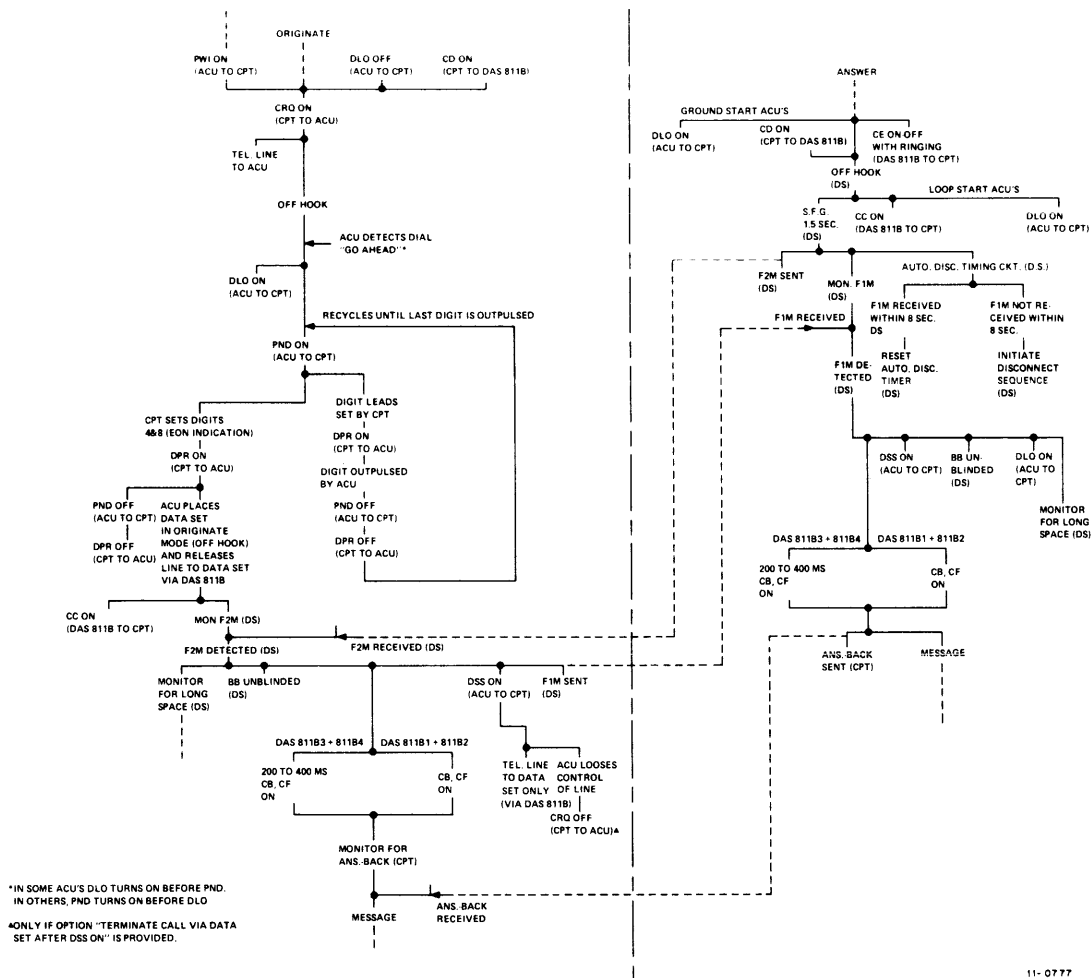 ORIGINATE
PWI ON
(ACU TO CPT)
DLO OFF
(ACU TO CPT)
CD ON
(CPT TO DAS 811B)
CRQ ON
(CPT TO ACU)
TEL. LINE
TO ACU
OFF HOOK
ACU DETECTS DIAL
"GO AHEAD"*
DLO ON
(ACU TO CPT)
RECYCLES UNTIL LAST DIGIT IS OUTPULSED
PND ON
(ACU TO CPT)
CPT SETS DIGITS
4&8 (EON INDICATION)
DPR ON
(CPT TO ACU)
DIGIT LEADS
SET BY CPT
DPR ON
(CPT TO ACU)
DIGIT OUTPULSED
BY ACU
PND OFF
(ACU TO CPT)
DPR OFF
(CPT TO ACU)
PND OFF
(ACU TO CPT)
DPR OFF
(CPT TO ACU)
ACU PLACES
DATA SET
IN ORIGINATE
MODE (OFF HOOK)
AND RELEASES
LINE TO DATA SET
VIA DAS 811B
CC ON
(DAS 811B TO CPT)
MON F2M (DS)
F2M DETECTED (DS)
F2M RECEIVED (DS)
MONITOR
FOR LONG
SPACE (DS)
BB UNBLINDED
(DS)
DSS ON
(ACU TO CPT)
F1M SENT
(DS)
DAS 811B3 + 811B4
DAS 811B1 + 811B2
200 TO 400 MS
CB, CF
ON
CB, CF
ON
TEL. LINE
TO DATA
SET ONLY
(VIA DAS 811B)
ACU LOOSES
CONTROL
OF LINE
CRQ OFF
(CPT TO ACU)▲
MONITOR FOR
ANS.-BACK (CPT)
MESSAGE
ANS.-BACK
RECEIVED
*IN SOME ACU'S DLO TURNS ON BEFORE PND.
IN OTHERS, PND TURNS ON BEFORE DLO
▲ONLY IF OPTION "TERMINATE CALL VIA DATA
SET AFTER DSS ON" IS PROVIDED.
ANSWER
GROUND START ACU'S
DLO ON
(ACU TO CPT)
CD ON
(CPT TO DAS 811B)
CE ON-OFF
WITH RINGING
(DAS 811B TO CPT)
OFF HOOK
(DS)
LOOP START ACU'S
S.F.G.
1.5 SEC.
(DS)
CC ON
(DAS 811B TO CPT)
DLO ON
(ACU TO CPT)
F2M SENT
(DS)
MON. F1M
(DS)
AUTO. DISC. TIMING CKT. (D.S.)
F1M RECEIVED
F1M RECEIVED
WITHIN 8 SEC.
DS
F1M NOT RE-
CEIVED WITHIN
8 SEC.
RESET
AUTO. DISC.
TIMER
(DS)
INITIATE
DISCONNECT
SEQUENCE (DS)
F1M DE-
TECTED
(DS)
DSS ON
(ACU TO CPT)
BB UN-
BLINDED
(DS)
DLO ON
(ACU TO
CPT)
MONITOR
FOR LONG
SPACE (DS)
DAS 811B3 + 811B4
DAS 811B1 + 811B2
200 TO 400 MS
CB, CF
ON
CB, CF
ON
ANS.-BACK
SENT (CPT)
MESSAGE
11-0777